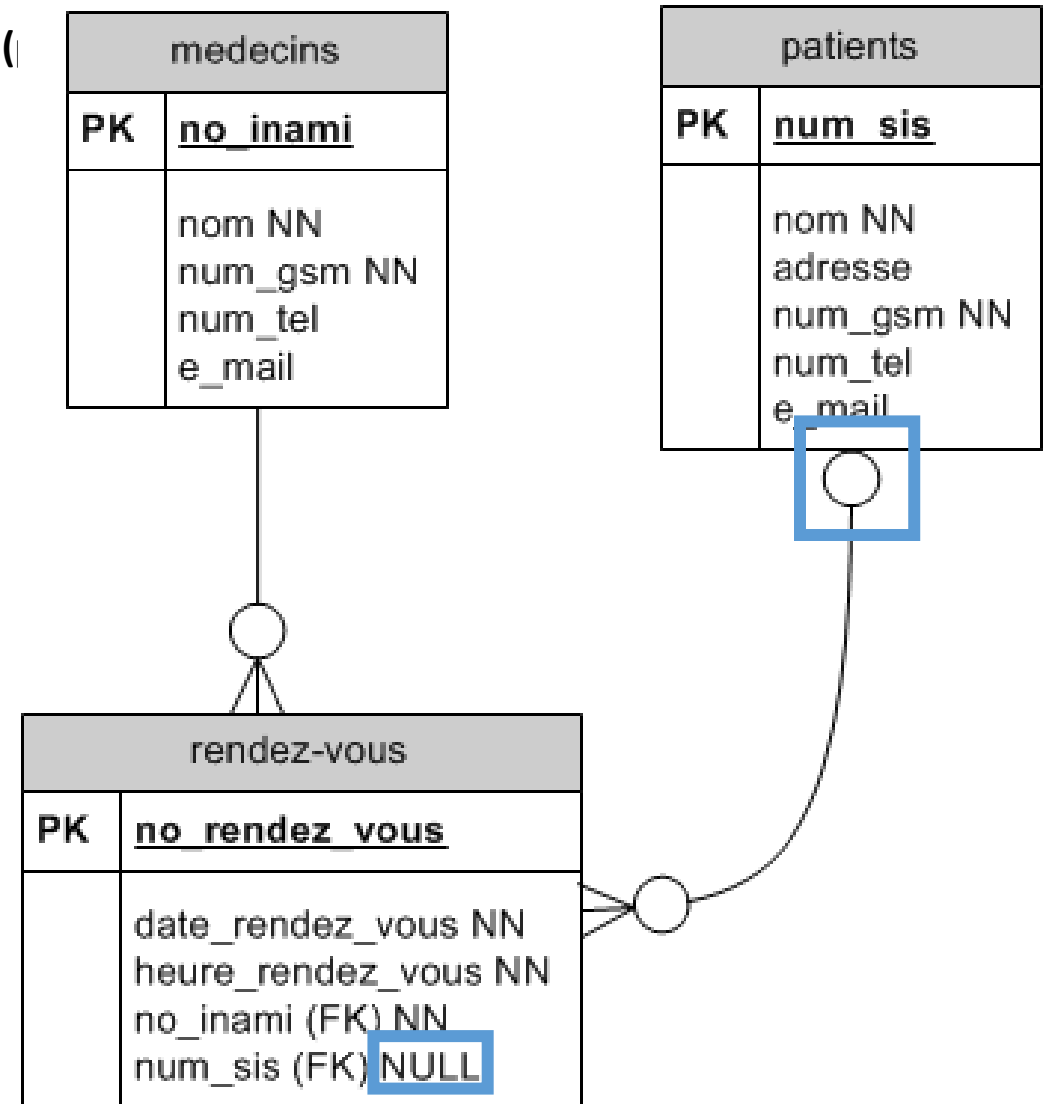 (
medecins
PK no_inami
nom NN
num_gsm NN
num_tel
e_mail
patients
PK num_sis
nom NN
adresse
num_gsm NN
num_tel
e_mail
rendez-vous
PK no_rendez_vous
date_rendez_vous NN
heure_rendez_vous NN
no_inami (FK) NN
num_sis (FK) NULL